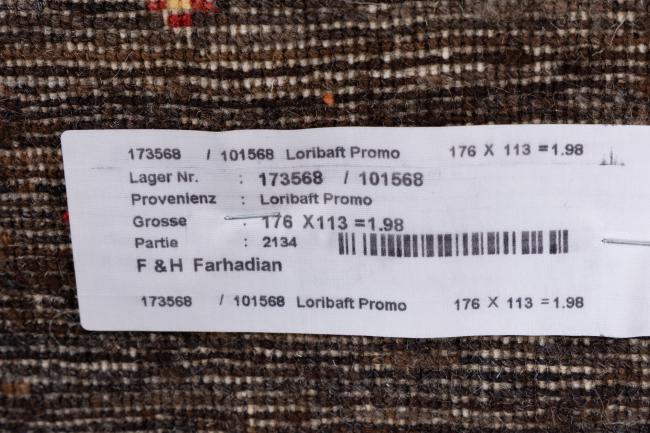 173568 / 101568 Loribaft Promo 176 X 113 = 1.98
Lager Nr. : 173568 / 101568
Provenienz : Loribaft Promo
Grosse : 176 X113 = 1.98
Partie : 2134
F & H Farhadian
173568 / 101568 Loribaft Promo 176 X 113 = 1.98